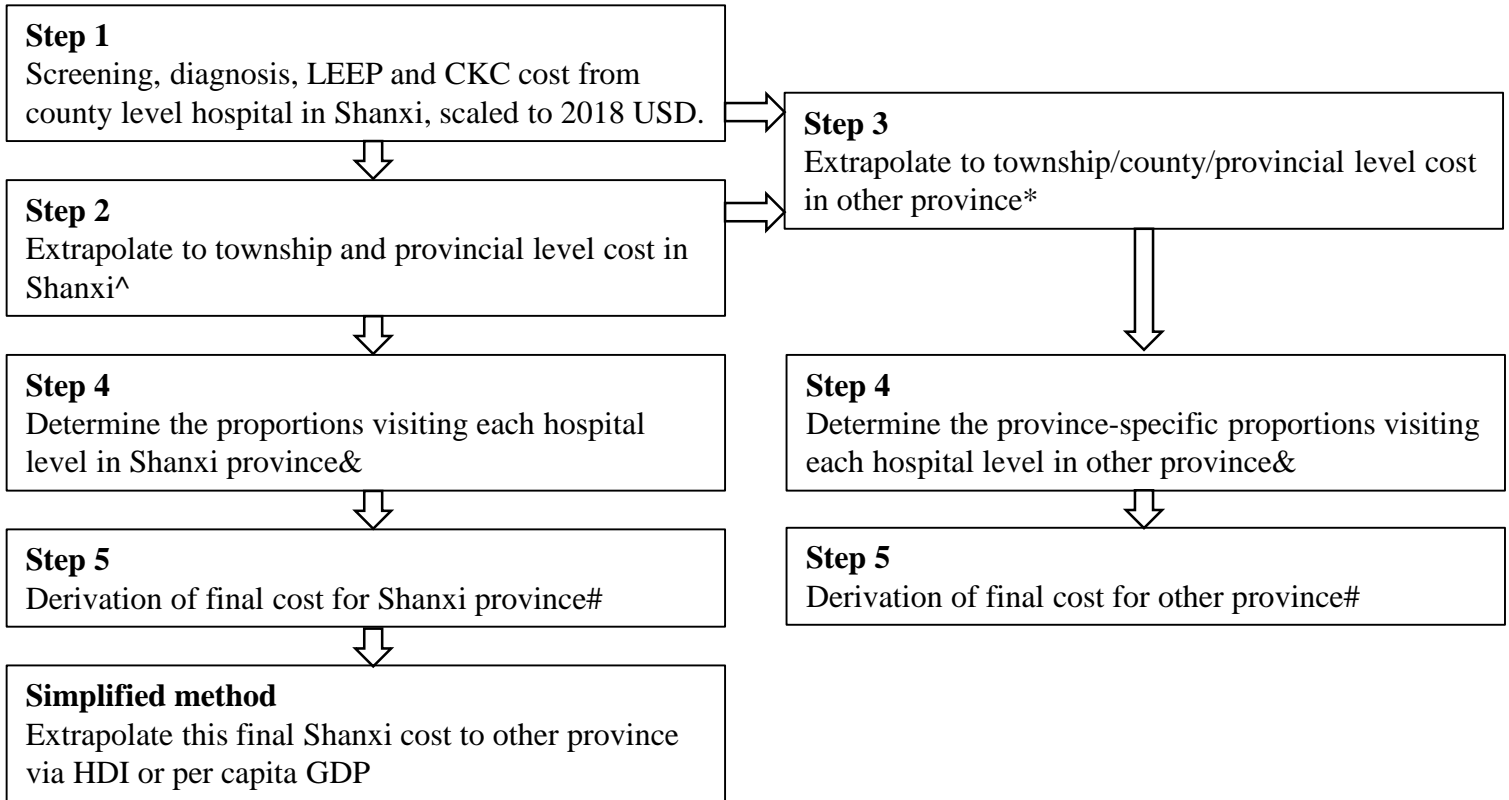 Step 1
Screening, diagnosis, LEEP and CKC cost from
county level hospital in Shanxi, scaled to 2018 USD.
Step 2
Extrapolate to township and provincial level cost in
Shanxi^
Step 3
Extrapolate to township/county/provincial level cost
in other province*
Step 4
Determine the proportions visiting each hospital
level in Shanxi province&
Step 4
Determine the province-specific proportions visiting
each hospital level in other province&
Step 5
Derivation of final cost for Shanxi province#
Step 5
Derivation of final cost for other province#
Simplified method
Extrapolate this final Shanxi cost to other province
via HDI or per capita GDP